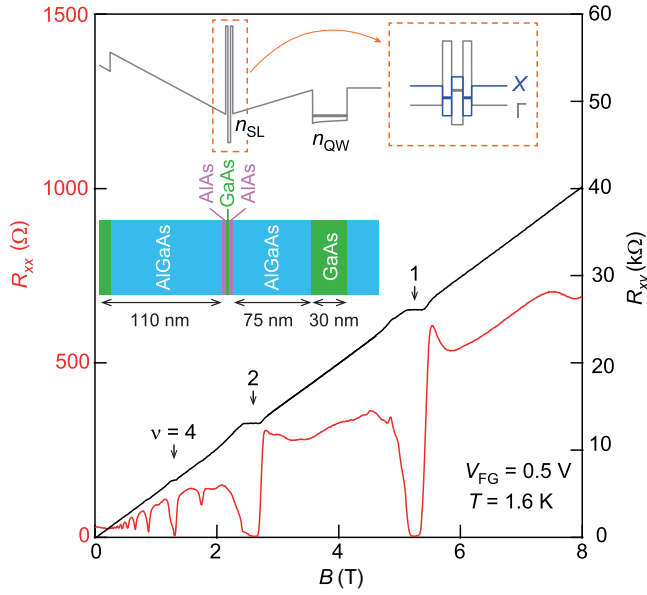 1500
1000
500
0
R_xx (Ω)
60
50
40
30
20
10
0
R_xy (kΩ)
n_SL
n_QW
X
Γ
AlAs
GaAs
AlAs
AlGaAs
AlGaAs
GaAs
110 nm
75 nm
30 nm
1
2
ν = 4
V_FG = 0.5 V
T = 1.6 K
0
2
4
6
8
B (T)